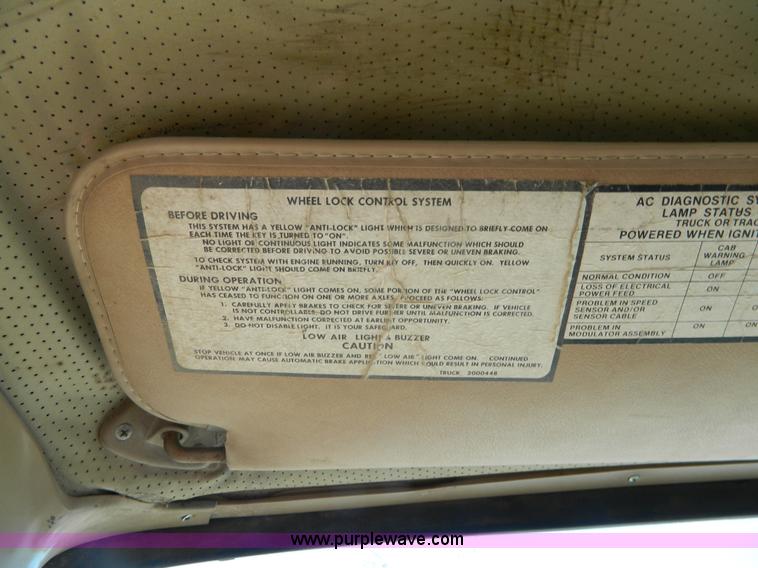 WHEEL LOCK CONTROL SYSTEM
BEFORE DRIVING
THIS SYSTEM HAS A YELLOW "ANTI-LOCK" LIGHT WHICH IS DESIGNED TO BRIEFLY COME ON
EACH TIME THE KEY IS TURNED TO "ON".
NO LIGHT OR CONTINUOUS LIGHT INDICATES SOME MALFUNCTION WHICH SHOULD
BE CORRECTED BEFORE DRIVING TO AVOID POSSIBLE SEVERE OR UNEVEN BRAKING.
TO CHECK SYSTEM WITH ENGINE RUNNING, TURN KEY OFF, THEN QUICKLY ON. YELLOW
"ANTI-LOCK" LIGHT SHOULD COME ON BRIEFLY.
DURING OPERATION
IF YELLOW "ANTI-LOCK" LIGHT COMES ON, SOME PORTION OF THE "WHEEL LOCK CONTROL"
HAS CEASED TO FUNCTION ON ONE OR MORE AXLES. PROCEED AS FOLLOWS:
1. CAREFULLY APPLY BRAKES TO CHECK FOR SEVERE OR UNEVEN BRAKING. IF VEHICLE
IS NOT CONTROLLABLE DO NOT DRIVE FURTHER UNTIL MALFUNCTION IS CORRECTED.
2. HAVE MALFUNCTION CORRECTED AT EARLIEST OPPORTUNITY.
3. DO NOT DISABLE LIGHT. IT IS YOUR SAFEGUARD.
LOW AIR LIGHT & BUZZER
CAUTION
STOP VEHICLE AT ONCE IF LOW AIR BUZZER AND RED "LOW AIR" LIGHT COME ON. CONTINUED
OPERATION MAY CAUSE AUTOMATIC BRAKE APPLICATION WHICH COULD RESULT IN PERSONAL INJURY.
TRUCK 2000448
AC DIAGNOSTIC SY
LAMP STATUS
TRUCK OR TRAC
POWERED WHEN IGNIT
SYSTEM STATUS CAB
WARNING
LAMP
NORMAL CONDITION OFF
LOSS OF ELECTRICAL
POWER FEED ON
PROBLEM IN SPEED
SENSOR AND/OR
SENSOR CABLE ON ON
PROBLEM IN
MODULATOR ASSEMBLY ON ON
www.purplewave.com